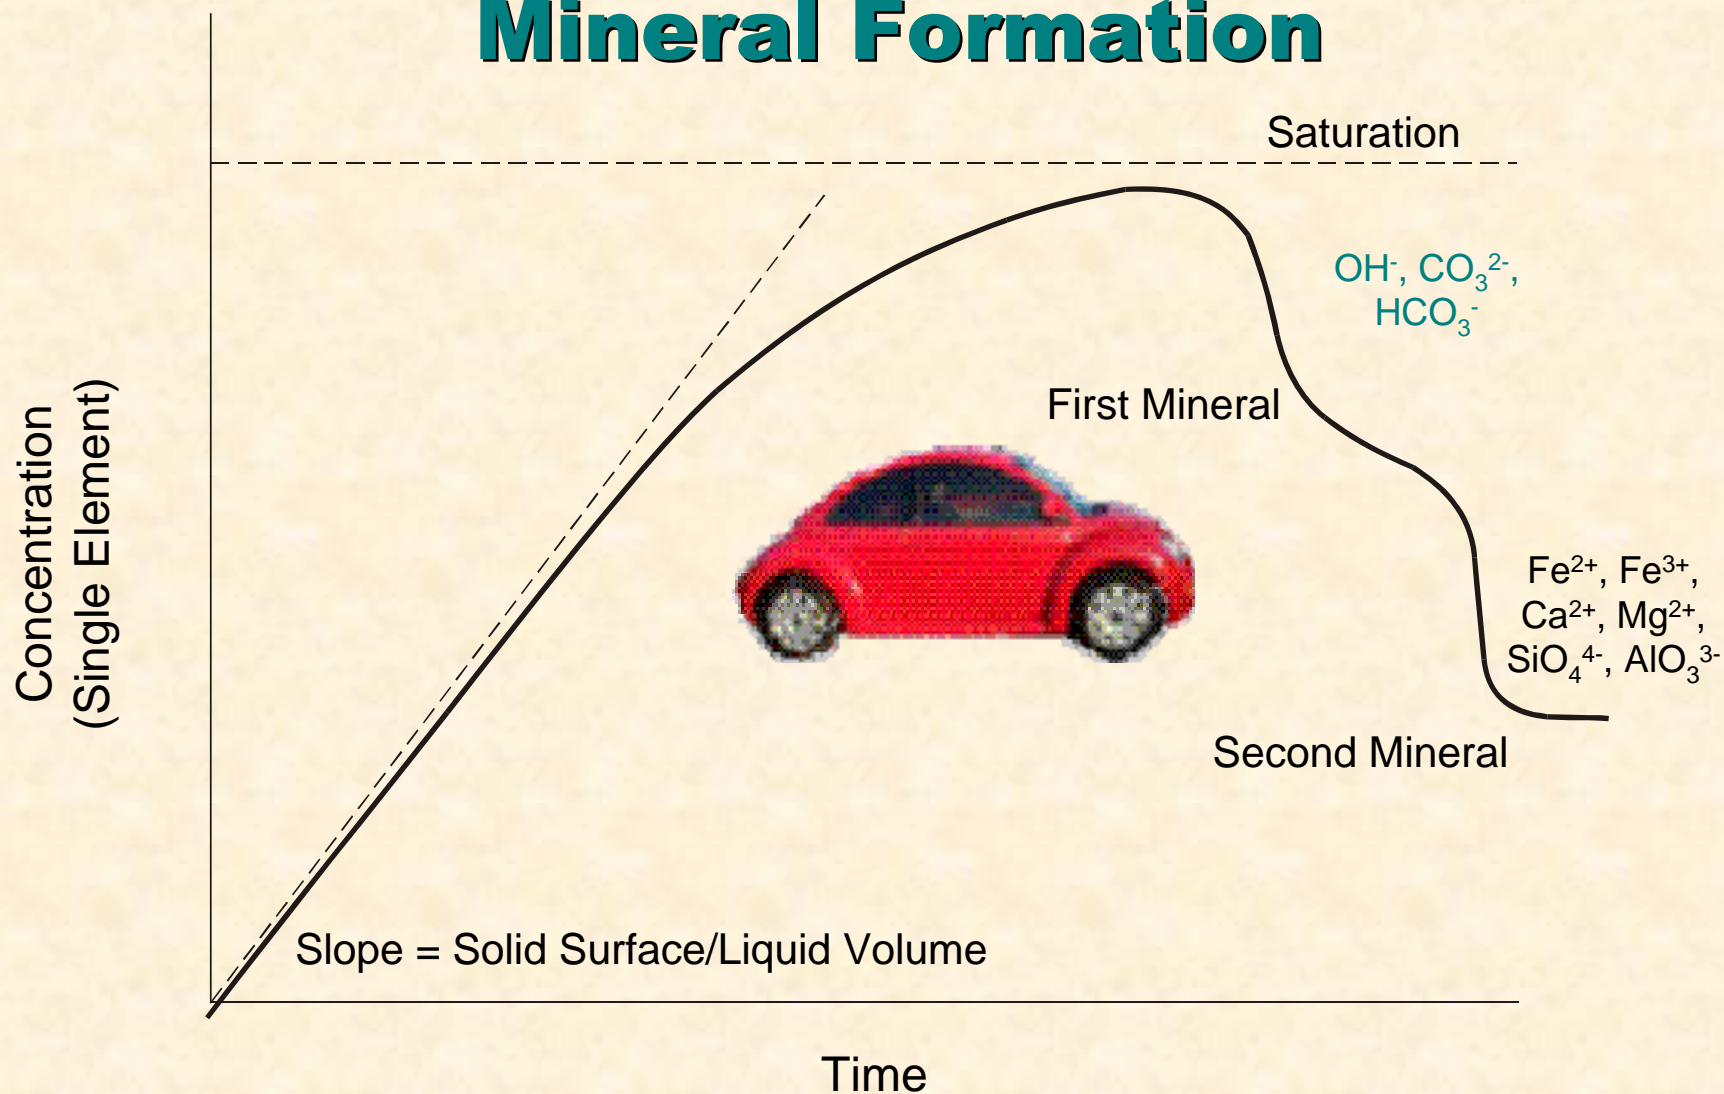 Mineral Formation
Saturation
OH⁻, CO₃²⁻,
HCO₃⁻
First Mineral
Concentration
(Single Element)
Fe²⁺, Fe³⁺,
Ca²⁺, Mg²⁺,
SiO₄⁴⁻, AlO₃³⁻
Second Mineral
Slope = Solid Surface/Liquid Volume
Time